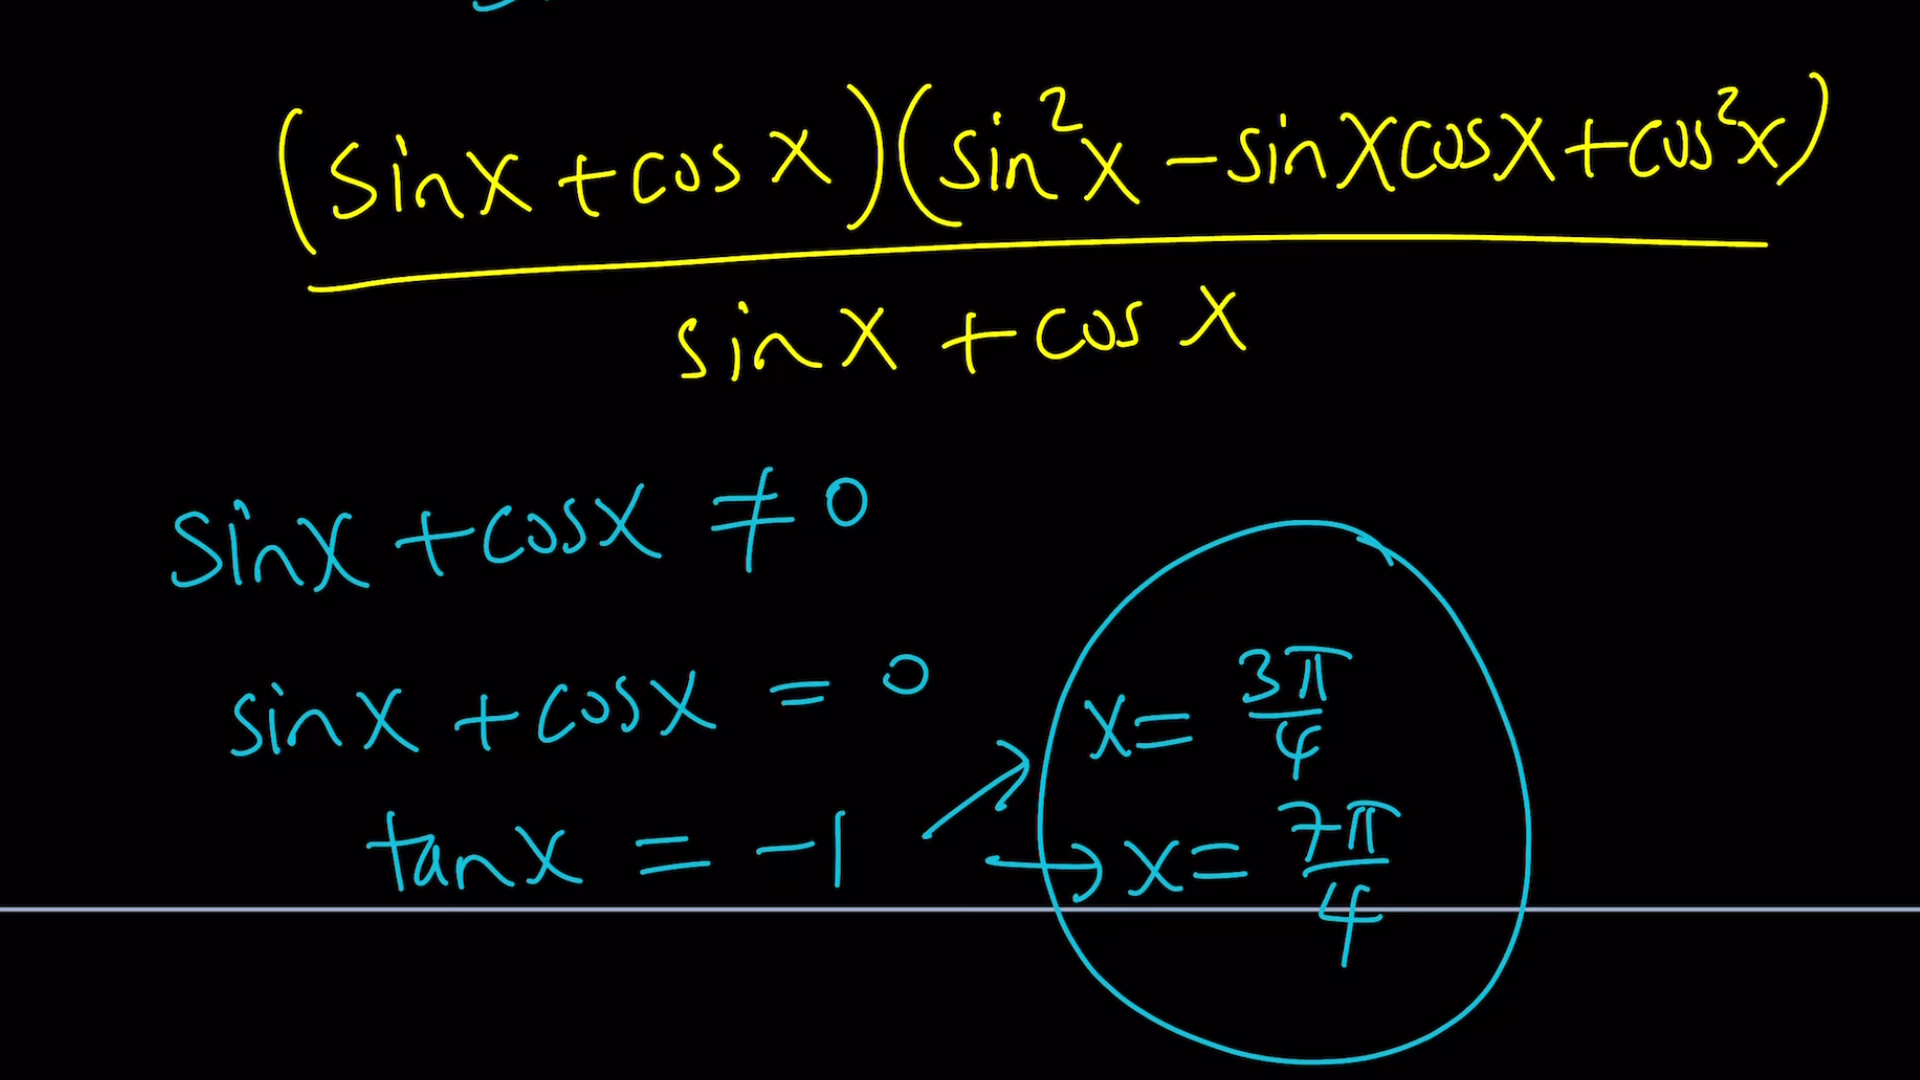 (sinx + cos x)(sin²x − sinxcosx + cos²x)
sinx + cos x
sinx + cosx ≠ 0
sinx + cosx = 0
x = 3π/4
tanx = −1
x = 7π/4